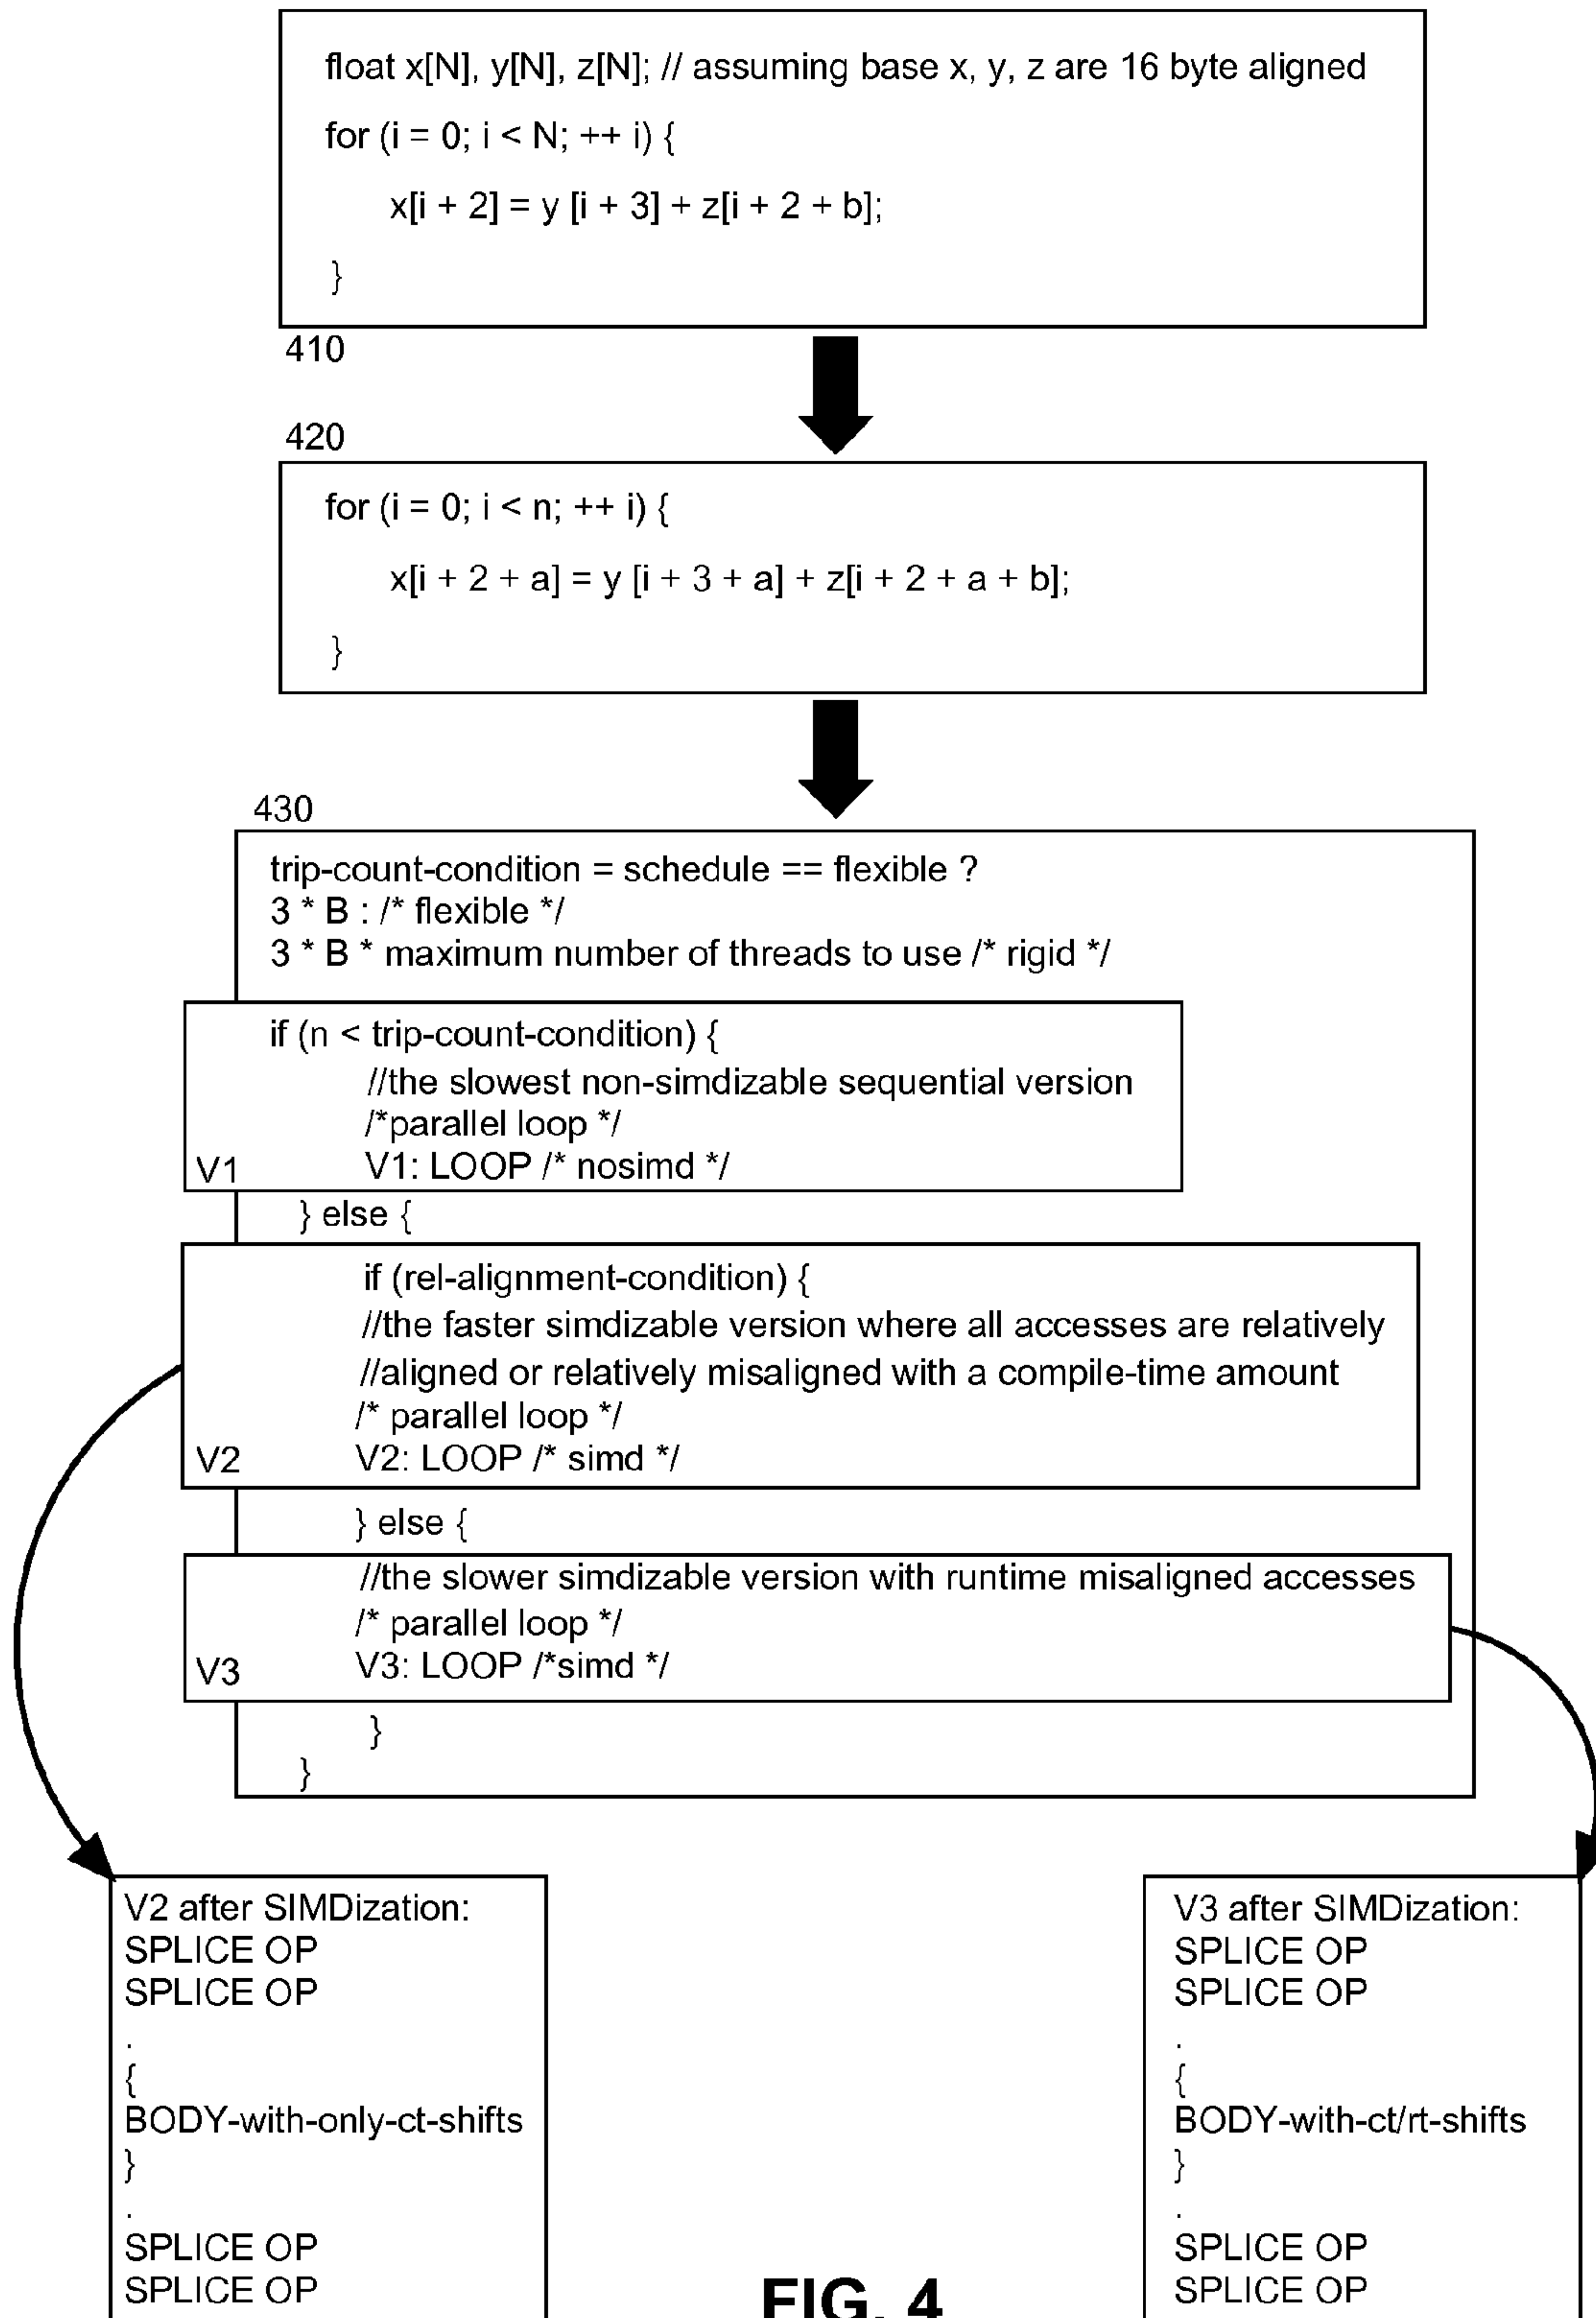 float x[N], y[N], z[N]; // assuming base x, y, z are 16 byte aligned
for (i = 0; i < N; ++ i) {
x[i + 2] = y [i + 3] + z[i + 2 + b];
}
410
420
for (i = 0; i < n; ++ i) {
x[i + 2 + a] = y [i + 3 + a] + z[i + 2 + a + b];
}
430
trip-count-condition = schedule == flexible ?
3 * B : /* flexible */
3 * B * maximum number of threads to use /* rigid */
if (n < trip-count-condition) {
//the slowest non-simdizable sequential version
/*parallel loop */
V1 V1: LOOP /* nosimd */
} else {
if (rel-alignment-condition) {
//the faster simdizable version where all accesses are relatively
//aligned or relatively misaligned with a compile-time amount
/* parallel loop */
V2 V2: LOOP /* simd */
} else {
//the slower simdizable version with runtime misaligned accesses
/* parallel loop */
V3 V3: LOOP /*simd */
}
}
V2 after SIMDization:
SPLICE OP
SPLICE OP
.
{
BODY-with-only-ct-shifts
}
.
SPLICE OP
SPLICE OP
V3 after SIMDization:
SPLICE OP
SPLICE OP
.
{
BODY-with-ct/rt-shifts
}
.
SPLICE OP
SPLICE OP
FIG. 4